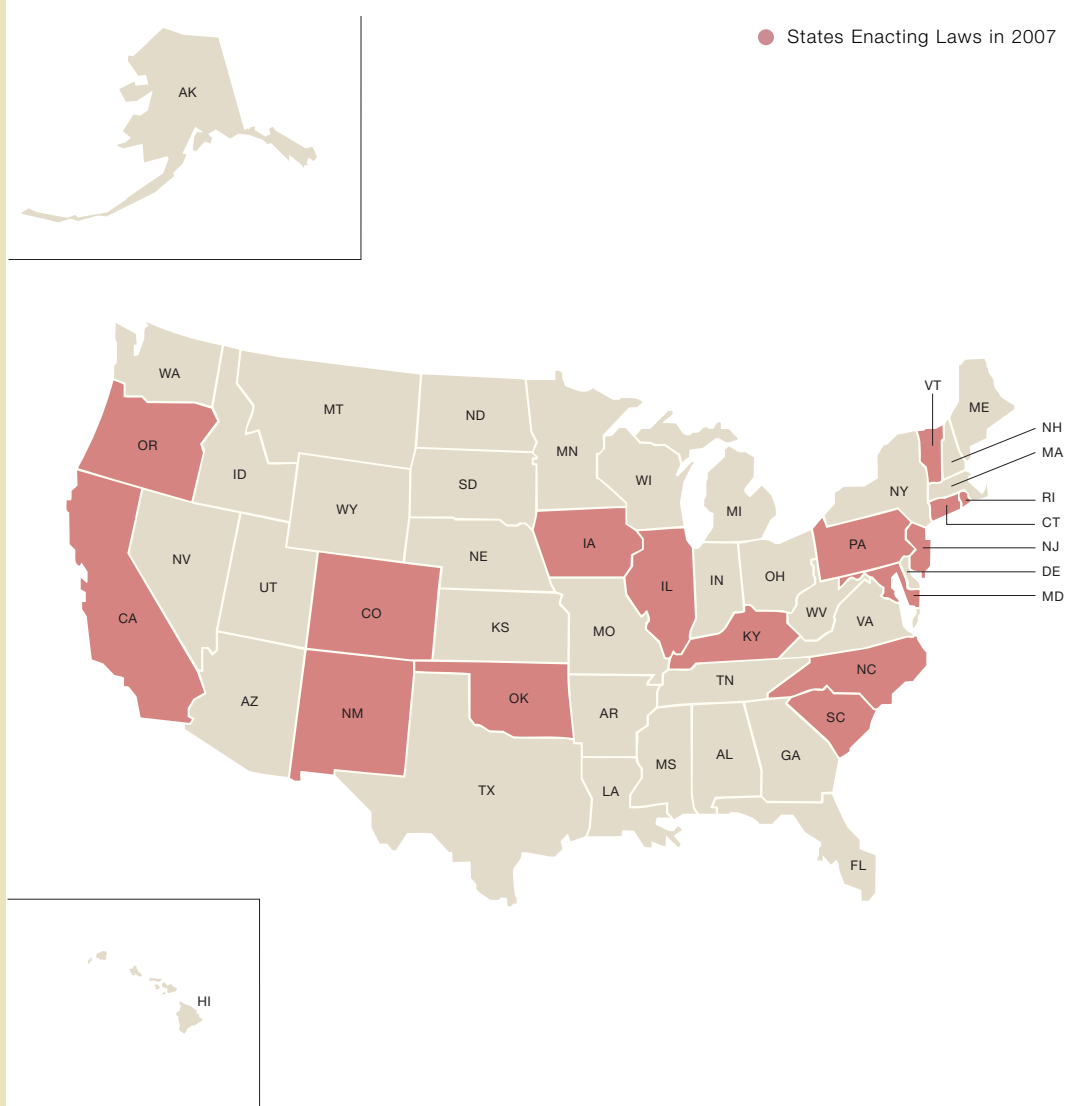 States Enacting Laws in 2007
AK
WA
MT
ND
MN
VT
ME
OR
ID
SD
WI
NH
MA
WY
MI
NY
RI
CT
NV
UT
NE
IA
PA
NJ
CA
CO
KS
MO
IL
IN
OH
WV
VA
DE
MD
KY
AZ
NM
OK
AR
TN
NC
SC
TX
LA
MS
AL
GA
FL
HI